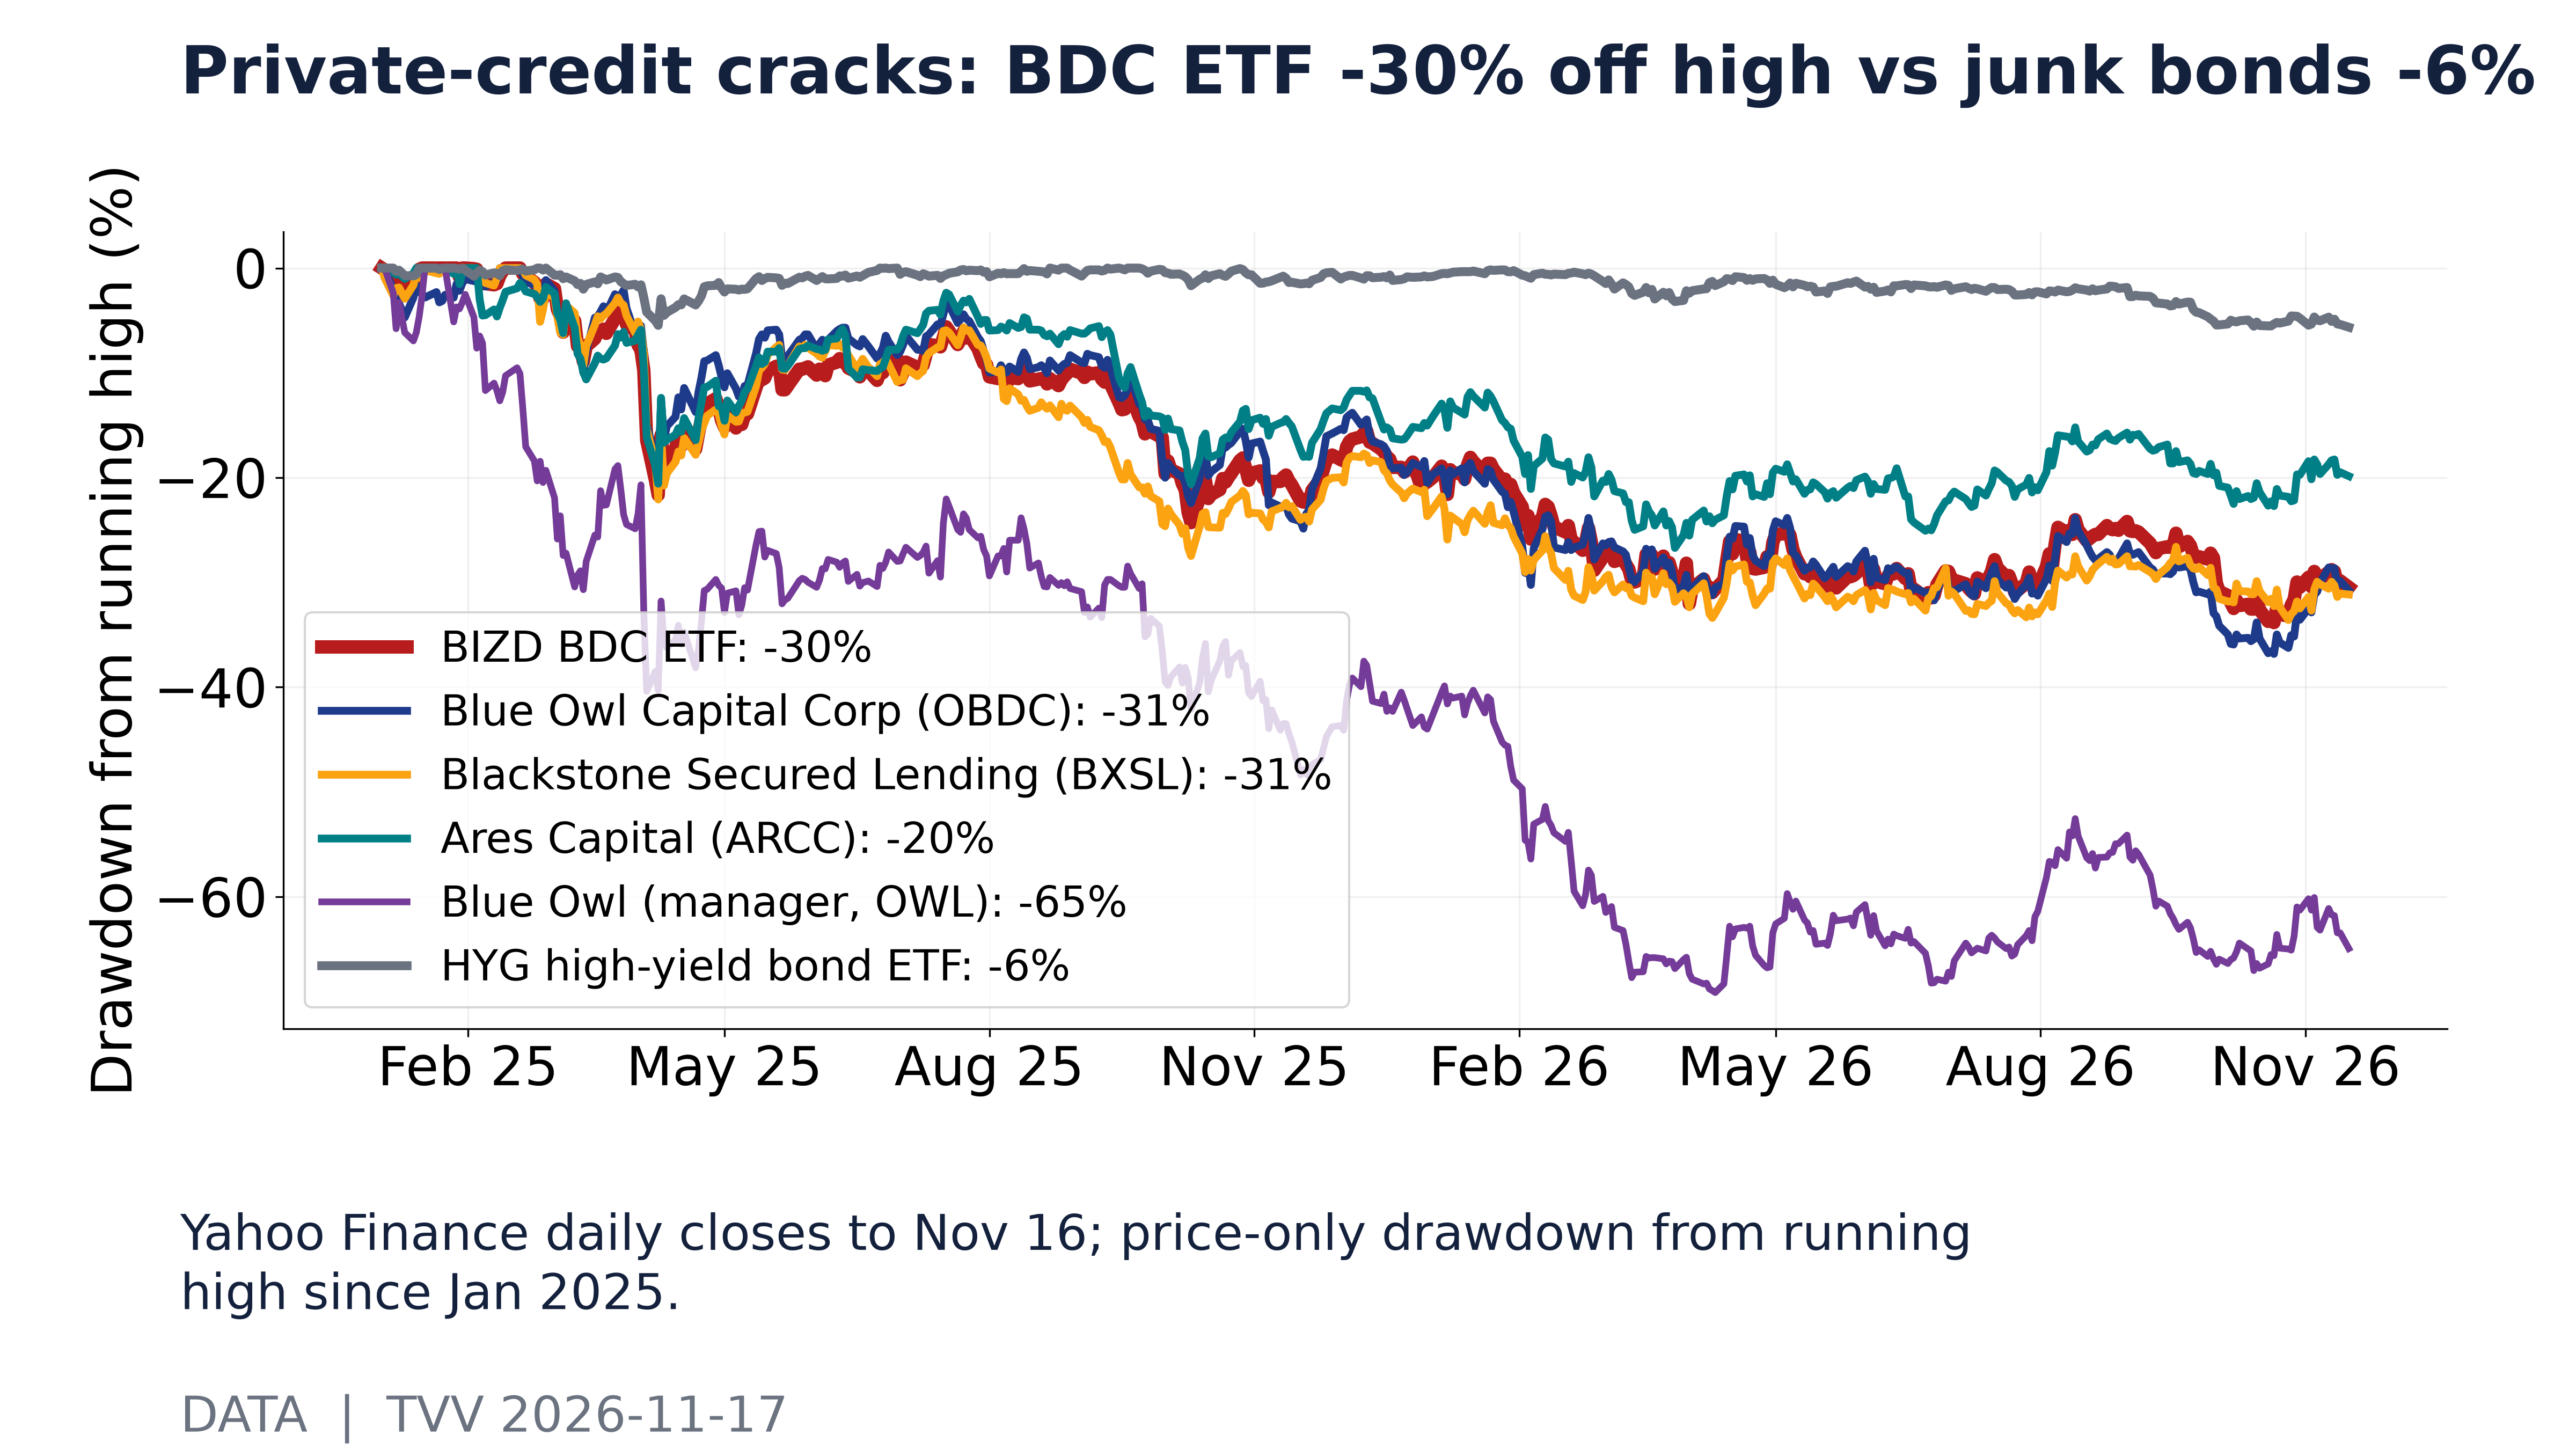 Private-credit cracks: BDC ETF -30% off high vs junk bonds -6%
Drawdown from running high (%)
0
−20
−40
−60
BIZD BDC ETF: -30%
Blue Owl Capital Corp (OBDC): -31%
Blackstone Secured Lending (BXSL): -31%
Ares Capital (ARCC): -20%
Blue Owl (manager, OWL): -65%
HYG high-yield bond ETF: -6%
Feb 25 May 25 Aug 25 Nov 25 Feb 26 May 26 Aug 26 Nov 26
Yahoo Finance daily closes to Nov 16; price-only drawdown from running
high since Jan 2025.
DATA | TVV 2026-11-17